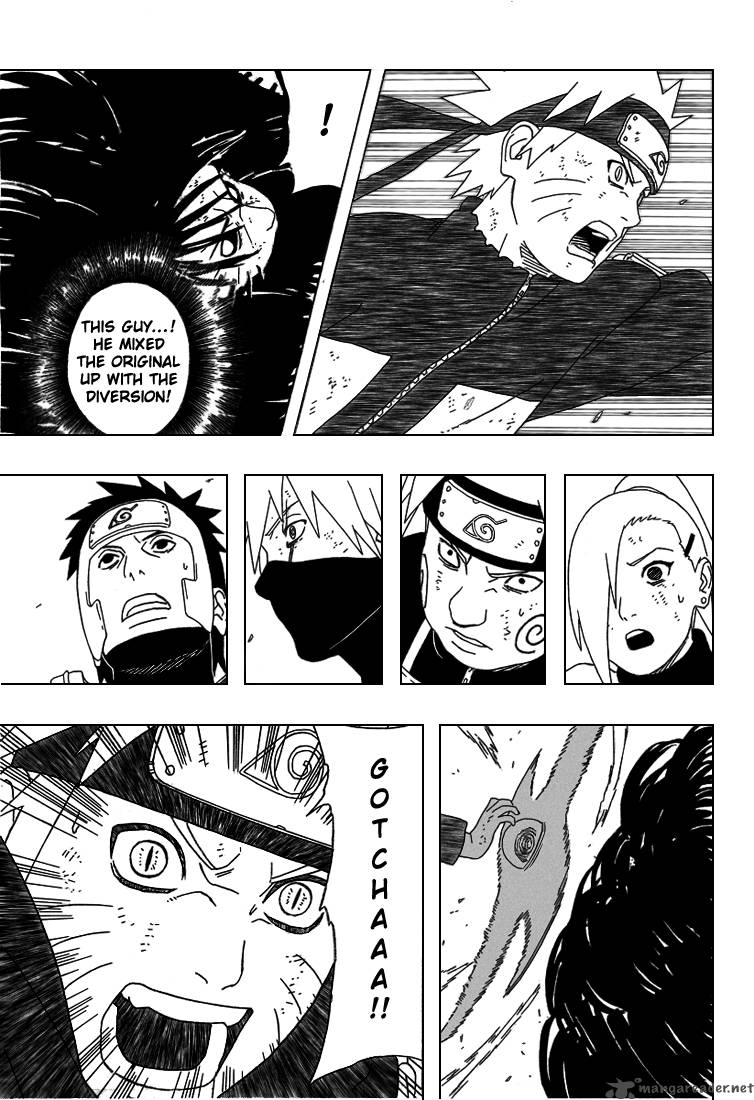 !
THIS GUY...!
HE MIXED
THE ORIGINAL
UP WITH THE
DIVERSION!
GOTCHAAA!!
mangareader.net